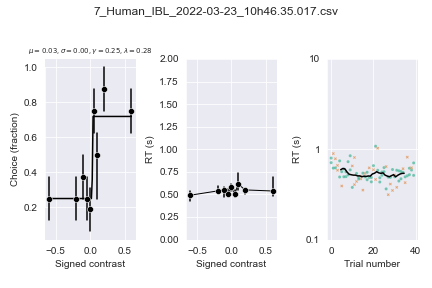 7_Human_IBL_2022-03-23_10h46.35.017.csv
μ = 0.03, σ = 0.00, γ = 0.25, λ = 0.28
1.0
0.8
0.6
0.4
0.2
Choice (fraction)
−0.5 0.0 0.5
Signed contrast
2.00
1.75
1.50
1.25
1.00
0.75
0.50
0.25
0.00
RT (s)
−0.5 0.0 0.5
Signed contrast
10
1
0.1
RT (s)
0 20 40
Trial number